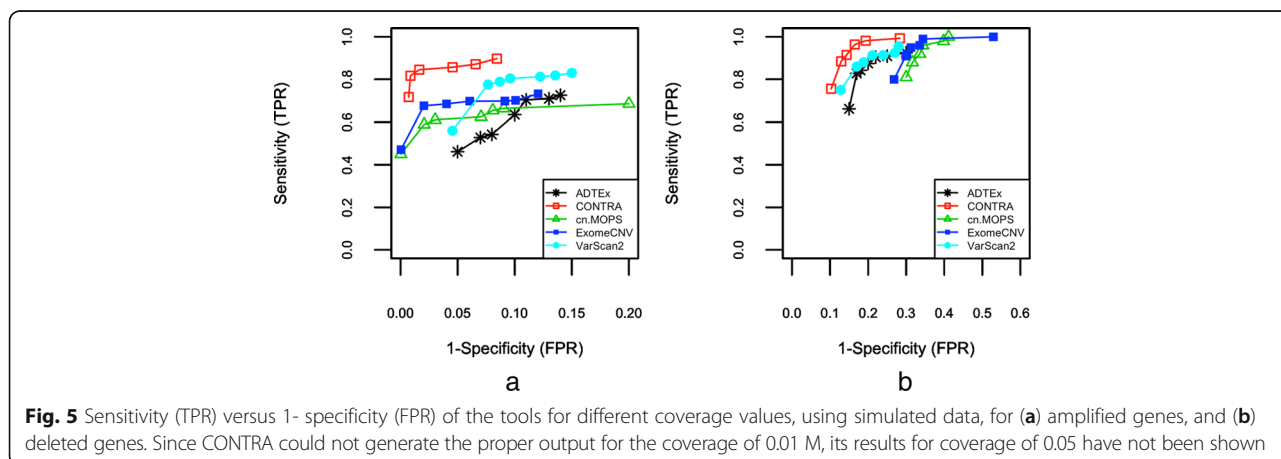 Sensitivity (TPR)
1.0
0.8
0.6
0.4
0.2
0.0
ADTEx
CONTRA
cn.MOPS
ExomeCNV
VarScan2
0.00 0.05 0.10 0.15 0.20
1-Specificity (FPR)
a
Sensitivity (TPR)
1.0
0.8
0.6
0.4
0.2
0.0
ADTEx
CONTRA
cn.MOPS
ExomeCNV
VarScan2
0.0 0.1 0.2 0.3 0.4 0.5 0.6
1-Specificity (FPR)
b
Fig. 5 Sensitivity (TPR) versus 1- specificity (FPR) of the tools for different coverage values, using simulated data, for (a) amplified genes, and (b)
deleted genes. Since CONTRA could not generate the proper output for the coverage of 0.01 M, its results for coverage of 0.05 have not been shown